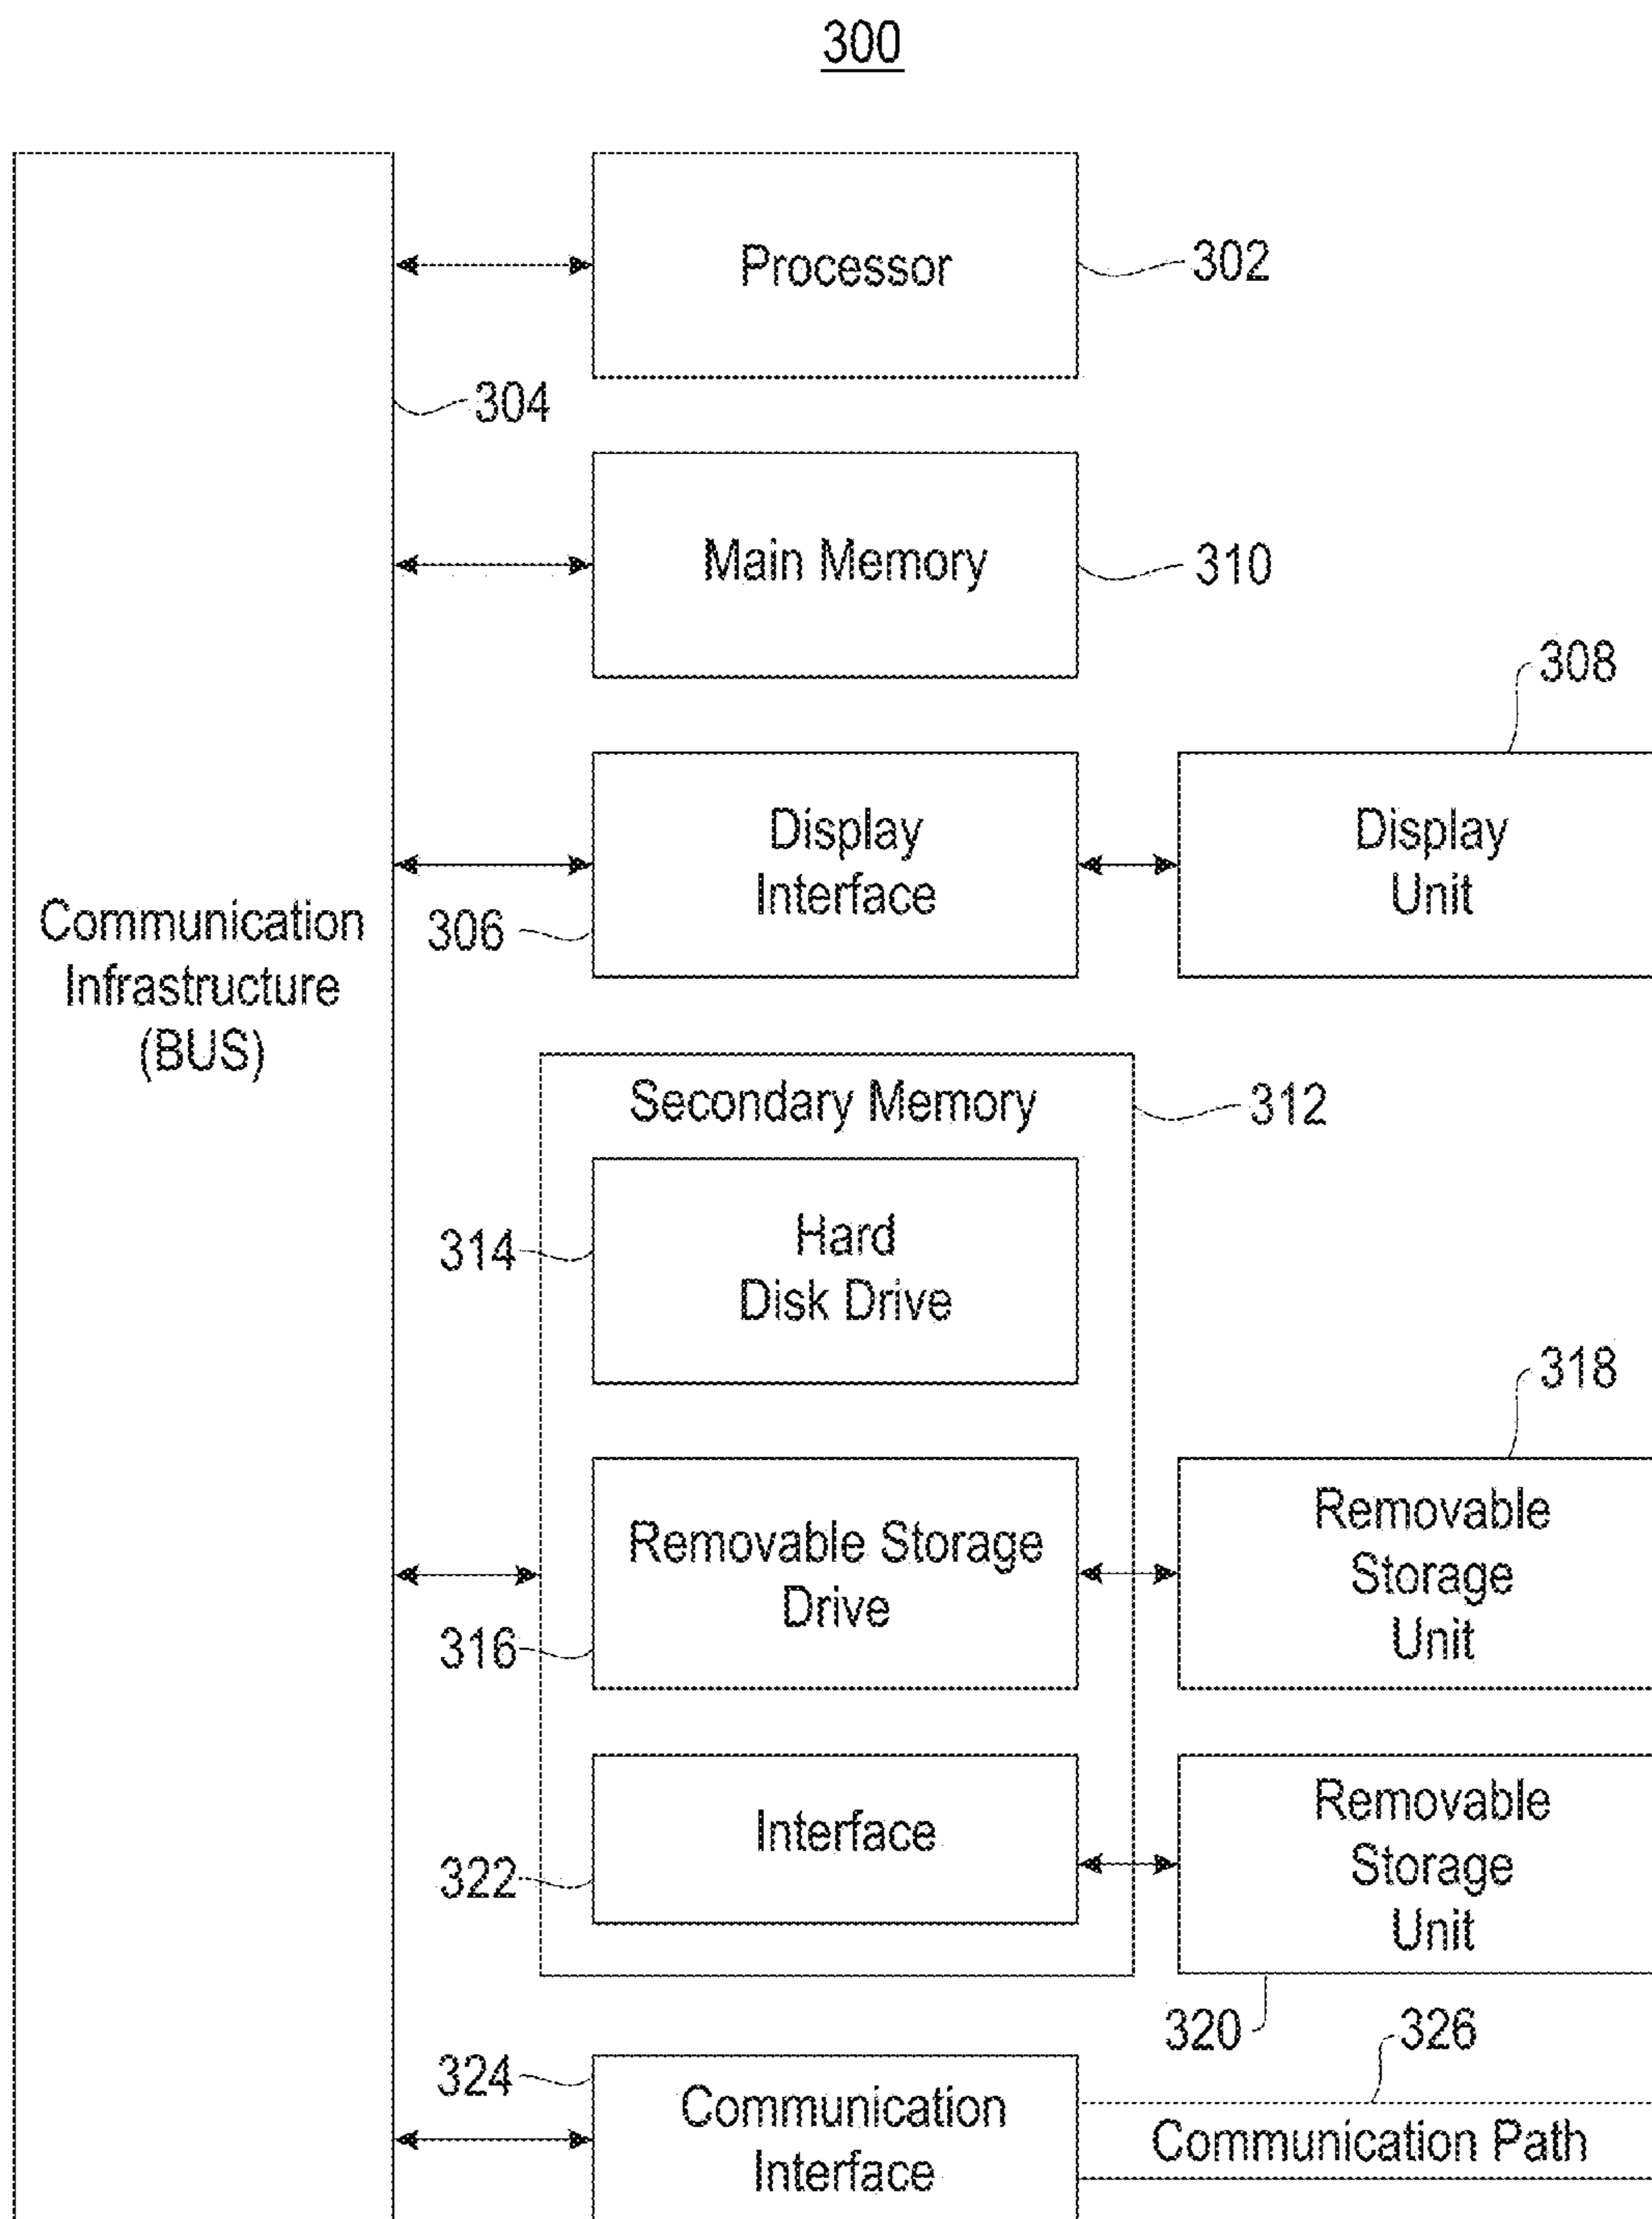 300
Processor
302
304
Main Memory
310
308
Display
Interface
306
Display
Unit
Communication
Infrastructure
(BUS)
Secondary Memory
312
Hard
Disk Drive
314
318
Removable Storage
Drive
316
Removable
Storage
Unit
Interface
322
Removable
Storage
Unit
320
326
324
Communication
Interface
Communication Path